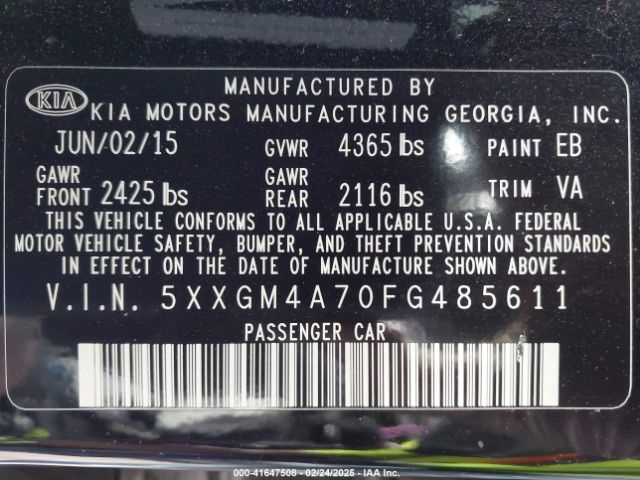 MANUFACTURED BY
KIA KIA MOTORS MANUFACTURING GEORGIA, INC.
JUN/02/15 GVWR 4365 lbs PAINT EB
GAWR FRONT 2425 lbs GAWR REAR 2116 lbs TRIM VA
THIS VEHICLE CONFORMS TO ALL APPLICABLE U.S.A. FEDERAL
MOTOR VEHICLE SAFETY, BUMPER, AND THEFT PREVENTION STANDARDS
IN EFFECT ON THE DATE OF MANUFACTURE SHOWN ABOVE.
V.I.N. 5XXGM4A70FG485611
PASSENGER CAR
000-41647508 - 02/24/2025 - IAA Inc.